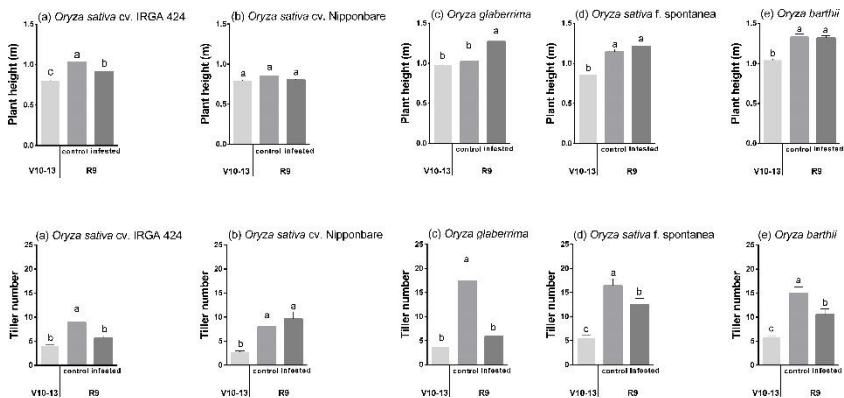 (a) Oryza sativa cv. IRGA 424
Plant height (m)
1.5
1.0
0.5
0.0
c
a
b
control infested
V10-13
R9
(b) Oryza sativa cv. Nipponbare
Plant height (m)
1.5
1.0
0.5
0.0
a
a
a
control infested
V10-13
R9
(c) Oryza glaberrima
Plant height (m)
1.5
1.0
0.5
0.0
b
b
a
control infested
V10-13
R9
(d) Oryza sativa f. spontanea
Plant height (m)
1.5
1.0
0.5
0.0
b
a
a
control infested
V10-13
R9
(e) Oryza barthii
Plant height (m)
1.5
1.0
0.5
0.0
b
a
a
control infested
V10-13
R9
(a) Oryza sativa cv. IRGA 424
Tiller number
25
20
15
10
5
0
b
a
b
control infested
V10-13
R9
(b) Oryza sativa cv. Nipponbare
Tiller number
25
20
15
10
5
0
b
a
a
control infested
V10-13
R9
(c) Oryza glaberrima
Tiller number
25
20
15
10
5
0
b
a
b
control infested
V10-13
R9
(d) Oryza sativa f. spontanea
Tiller number
25
20
15
10
5
0
c
a
b
control infested
V10-13
R9
(e) Oryza barthii
Tiller number
25
20
15
10
5
0
c
a
b
control infested
V10-13
R9